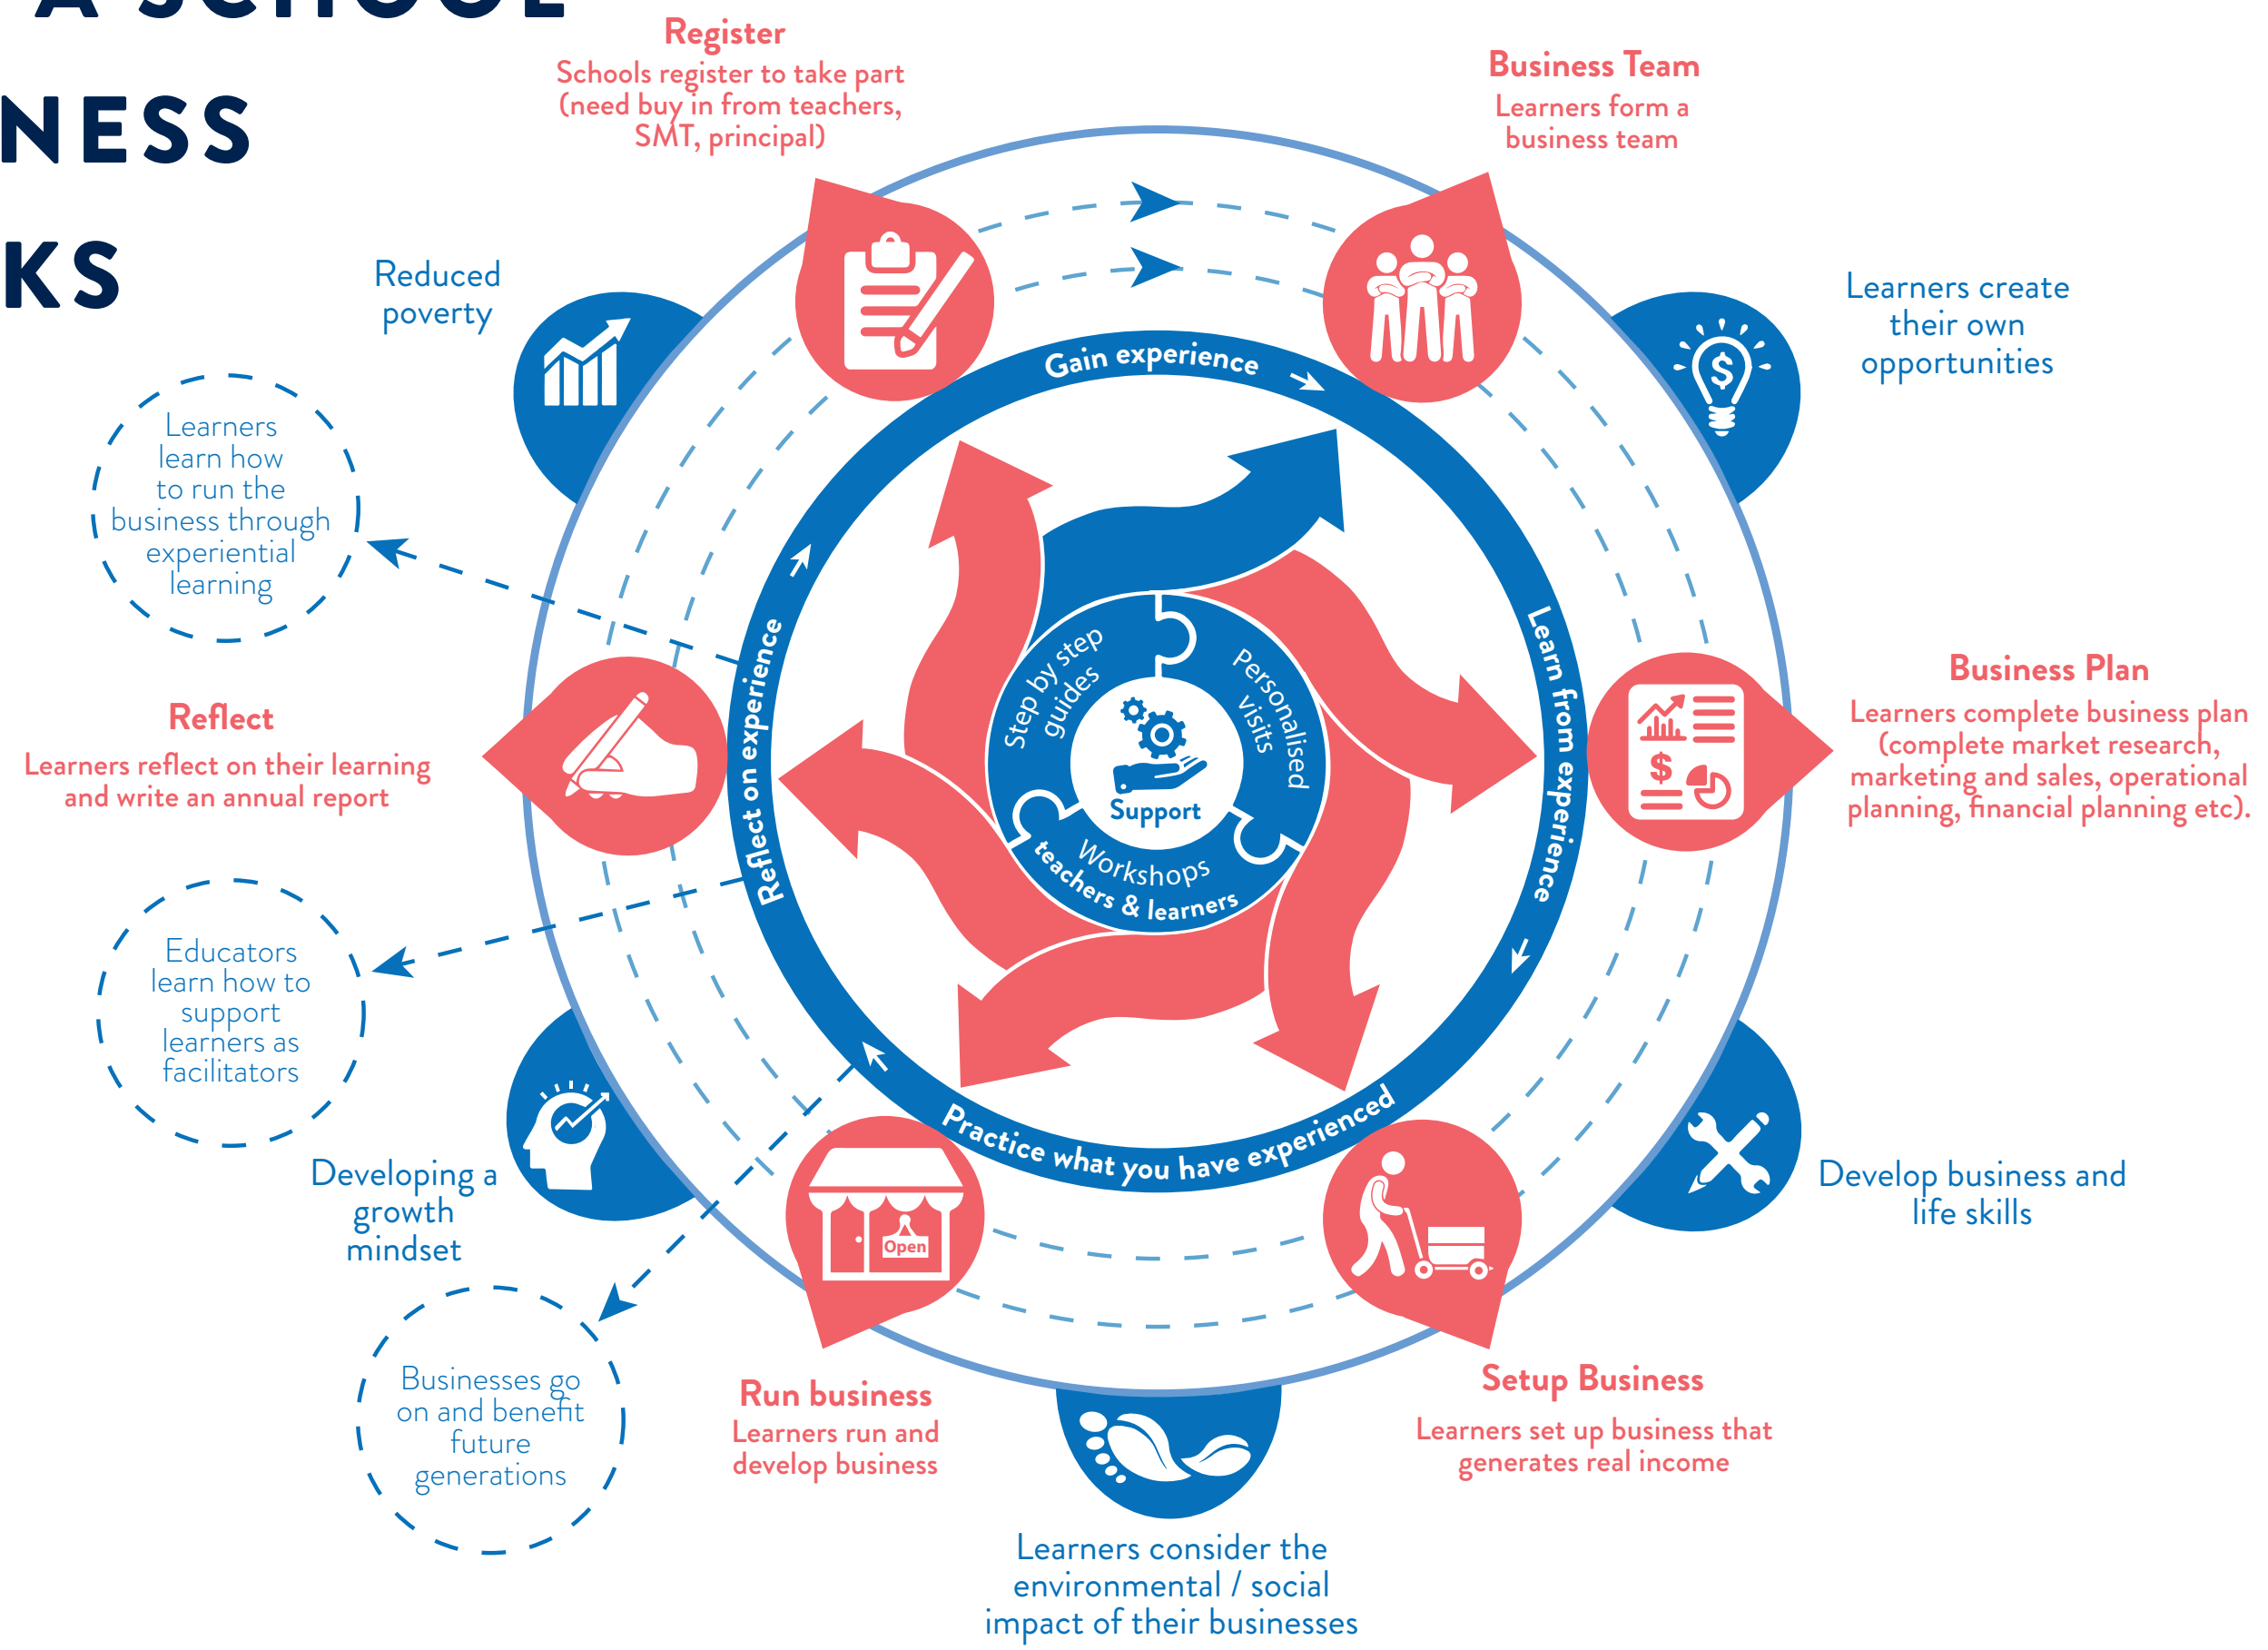 A SCHOOL
NESS
KS
Register
Schools register to take part
(need buy in from teachers,
SMT, principal)
Business Team
Learners form a
business team
Reduced
poverty
Learners create
their own
opportunities
Learners
learn how
to run the
business through
experiential
learning
Gain experience
Learn from experience
Practice what you have experienced
Reflect on experience
Step by step
guides
Personalised
visits
Support
Workshops
teachers & learners
$
$
Business Plan
Learners complete business plan
(complete market research,
marketing and sales, operational
planning, financial planning etc).
Reflect
Learners reflect on their learning
and write an annual report
Educators
learn how to
support
learners as
facilitators
Developing a
growth
mindset
Develop business and
life skills
Open
Businesses go
on and benefit
future
generations
Run business
Learners run and
develop business
Setup Business
Learners set up business that
generates real income
Learners consider the
environmental / social
impact of their businesses